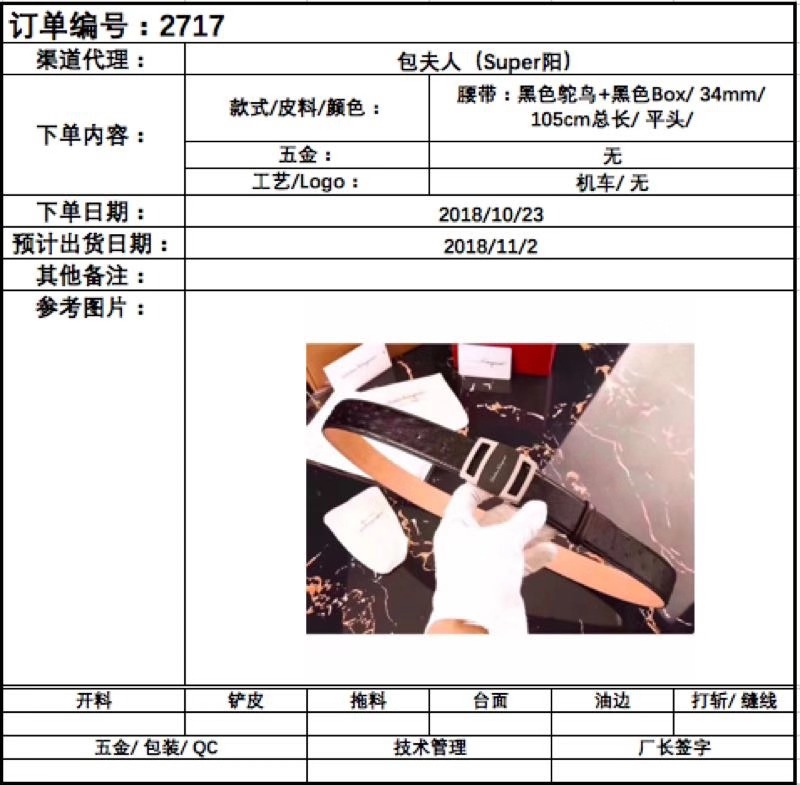 订单编号：2717
渠道代理：
包夫人（Super阳）
下单内容：
款式/皮料/颜色：
腰带：黑色鸵鸟+黑色Box/ 34mm/
105cm总长/ 平头/
五金：
无
工艺/Logo：
机车/ 无
下单日期：
2018/10/23
预计出货日期：
2018/11/2
其他备注：
参考图片：
开料
铲皮
拖料
台面
油边
打斩/ 缝线
五金/ 包装/ QC
技术管理
厂长签字